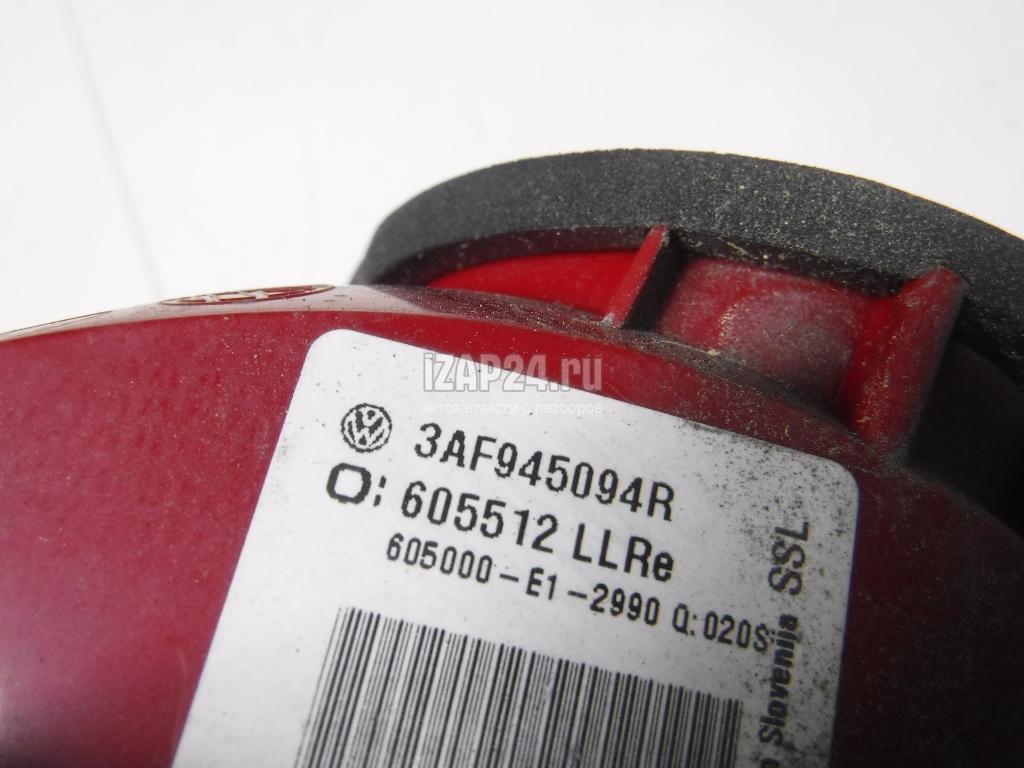 iZAP24.ru
автозапчасти с разборов
3AF945094R
O: 605512 LLRe
605000-E1-2990 Q:020S
Slovenija SSL